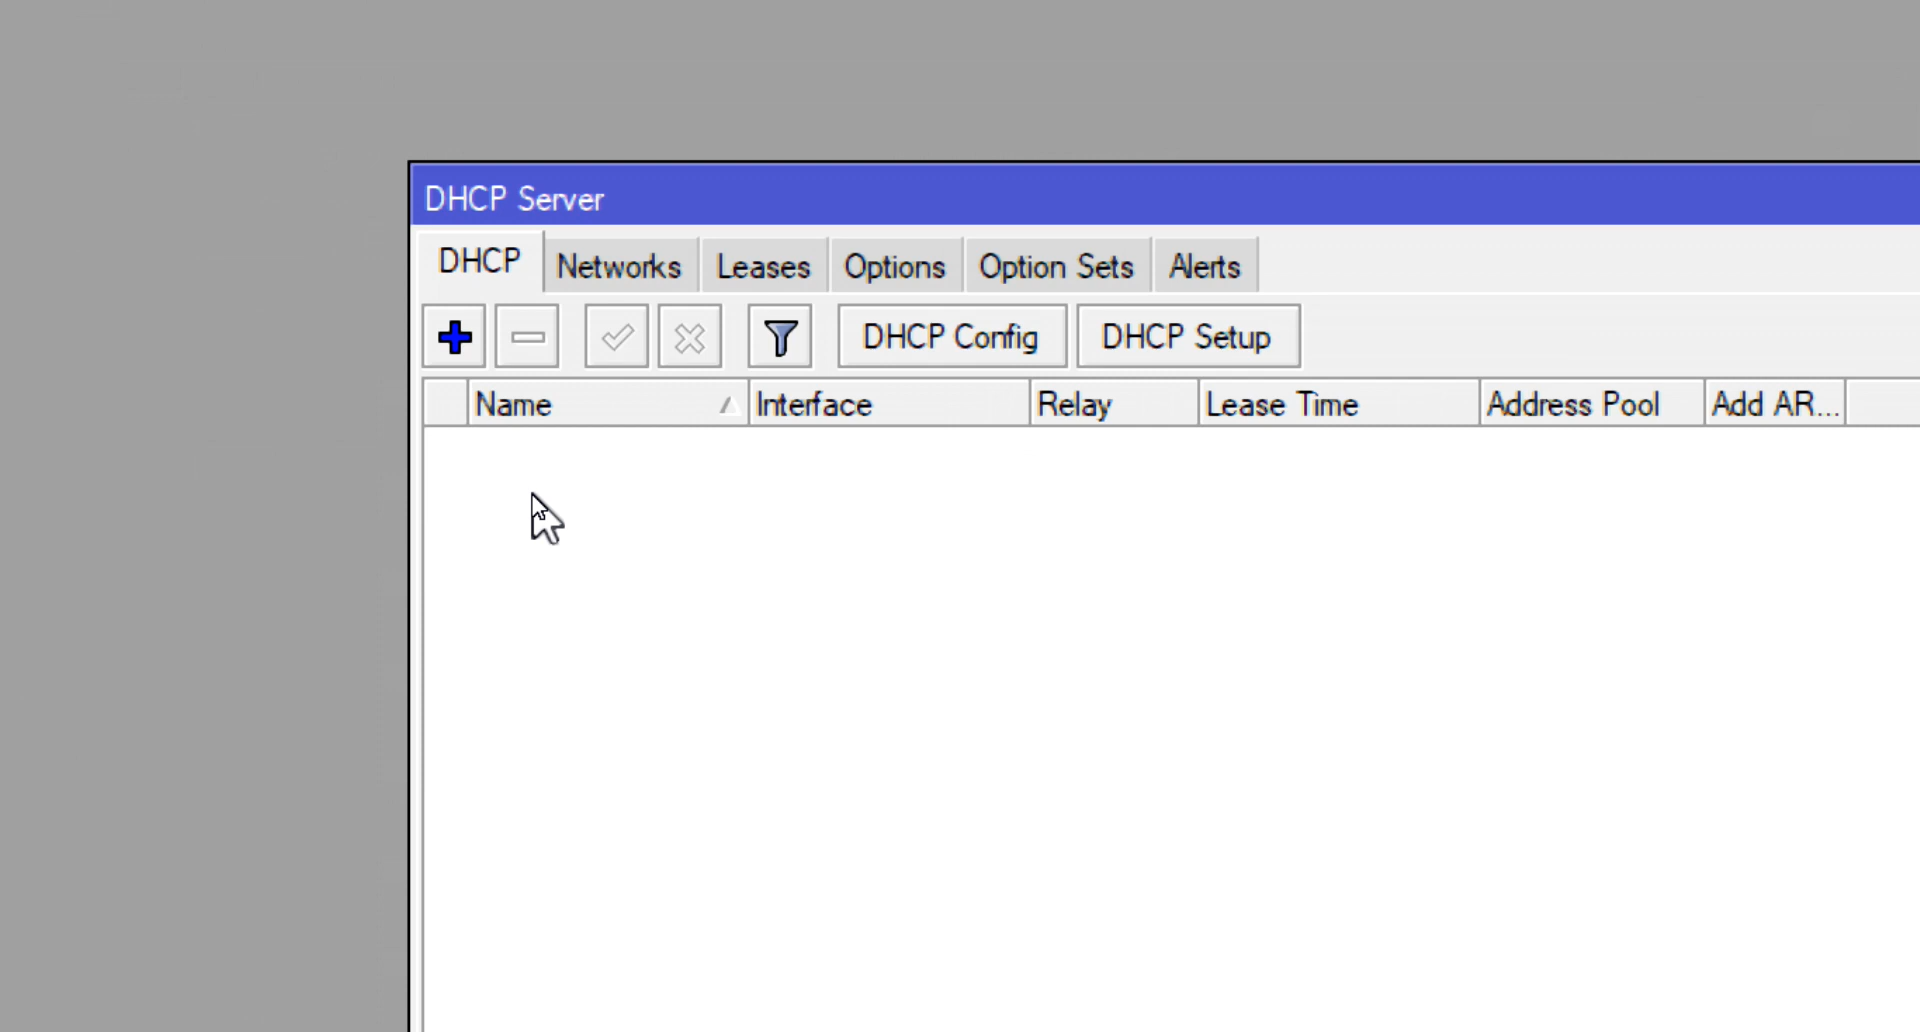 DHCP Server
DHCP Networks Leases Options Option Sets Alerts
DHCP Config DHCP Setup
Name Interface Relay Lease Time Address Pool Add AR...